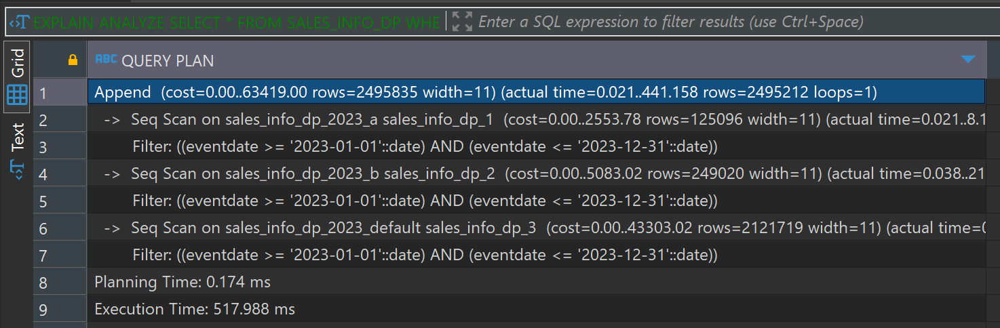 EXPLAIN ANALYZE SELECT * FROM SALES_INFO_DP WHE Enter a SQL expression to filter results (use Ctrl+Space)
Grid
Text
ABC QUERY PLAN
1 Append (cost=0.00..63419.00 rows=2495835 width=11) (actual time=0.021..441.158 rows=2495212 loops=1)
2 -> Seq Scan on sales_info_dp_2023_a sales_info_dp_1 (cost=0.00..2553.78 rows=125096 width=11) (actual time=0.021..8.1
3 Filter: ((eventdate >= '2023-01-01'::date) AND (eventdate <= '2023-12-31'::date))
4 -> Seq Scan on sales_info_dp_2023_b sales_info_dp_2 (cost=0.00..5083.02 rows=249020 width=11) (actual time=0.038..21
5 Filter: ((eventdate >= '2023-01-01'::date) AND (eventdate <= '2023-12-31'::date))
6 -> Seq Scan on sales_info_dp_2023_default sales_info_dp_3 (cost=0.00..43303.02 rows=2121719 width=11) (actual time=0
7 Filter: ((eventdate >= '2023-01-01'::date) AND (eventdate <= '2023-12-31'::date))
8 Planning Time: 0.174 ms
9 Execution Time: 517.988 ms